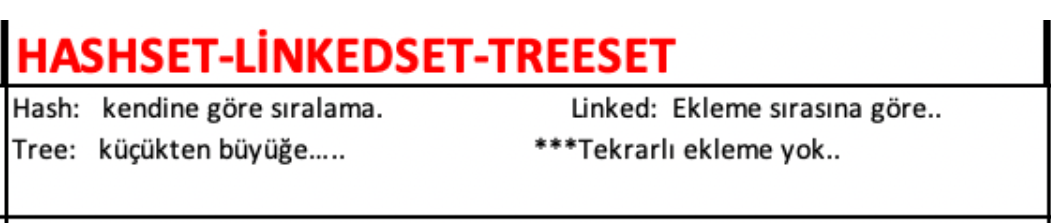 HASHSET-LİNKEDSET-TREESET
Hash: kendine göre sıralama. Linked: Ekleme sırasına göre..
Tree: küçükten büyüğe..... ***Tekrarlı ekleme yok..